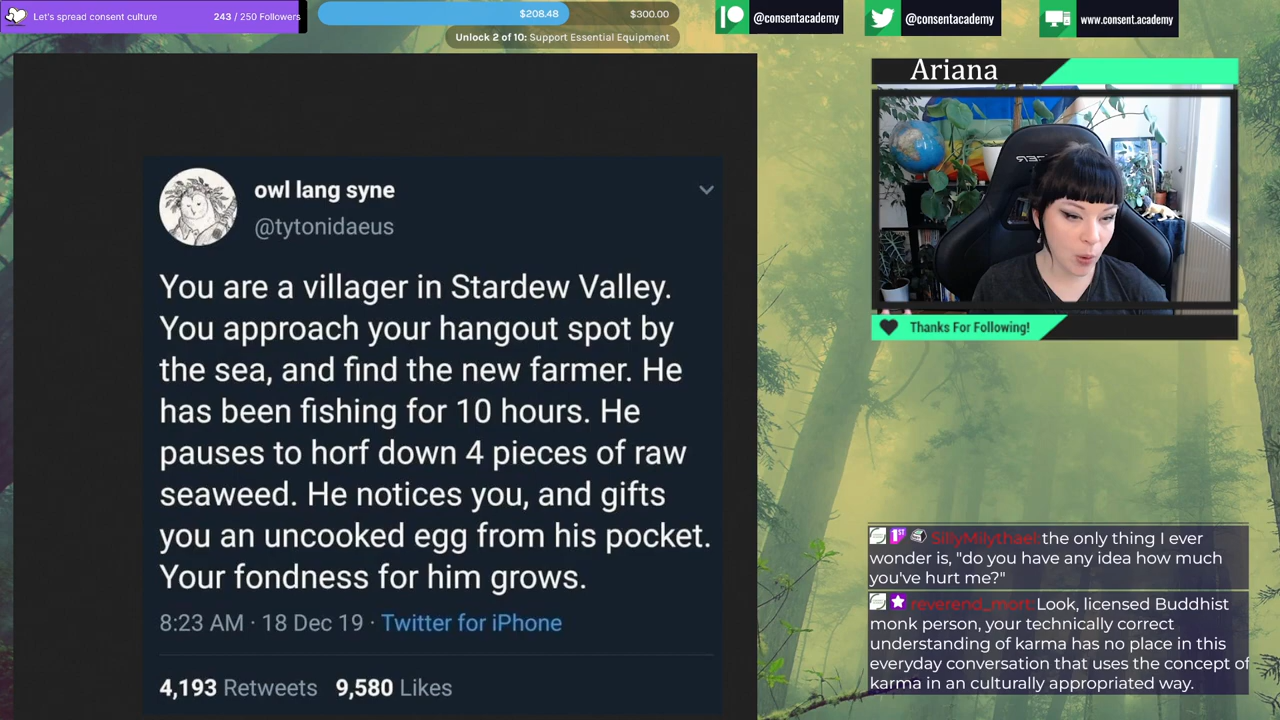 Let's spread consent culture
243 / 250 Followers
$208.48
$300.00
Unlock 2 of 10: Support Essential Equipment
@consentacademy
@consentacademy
www.consent.academy
Ariana
owl lang syne
@tytonidaeus
You are a villager in Stardew Valley.
You approach your hangout spot by
the sea, and find the new farmer. He
has been fishing for 10 hours. He
pauses to horf down 4 pieces of raw
seaweed. He notices you, and gifts
you an uncooked egg from his pocket.
Your fondness for him grows.
8:23 AM · 18 Dec 19 · Twitter for iPhone
4,193 Retweets 9,580 Likes
Thanks For Following!
1ST SillyMilythael: the only thing I ever
wonder is, "do you have any idea how much
you've hurt me?"
reverend_mort: Look, licensed Buddhist
monk person, your technically correct
understanding of karma has no place in this
everyday conversation that uses the concept of
karma in an culturally appropriated way.